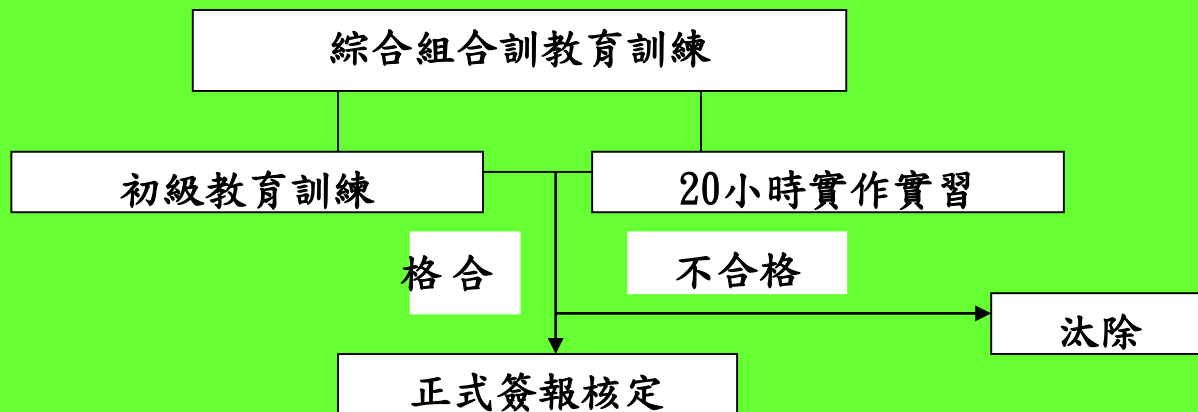 綜合組合訓教育訓練
初級教育訓練
20小時實作實習
格合
不合格
汰除
正式簽報核定